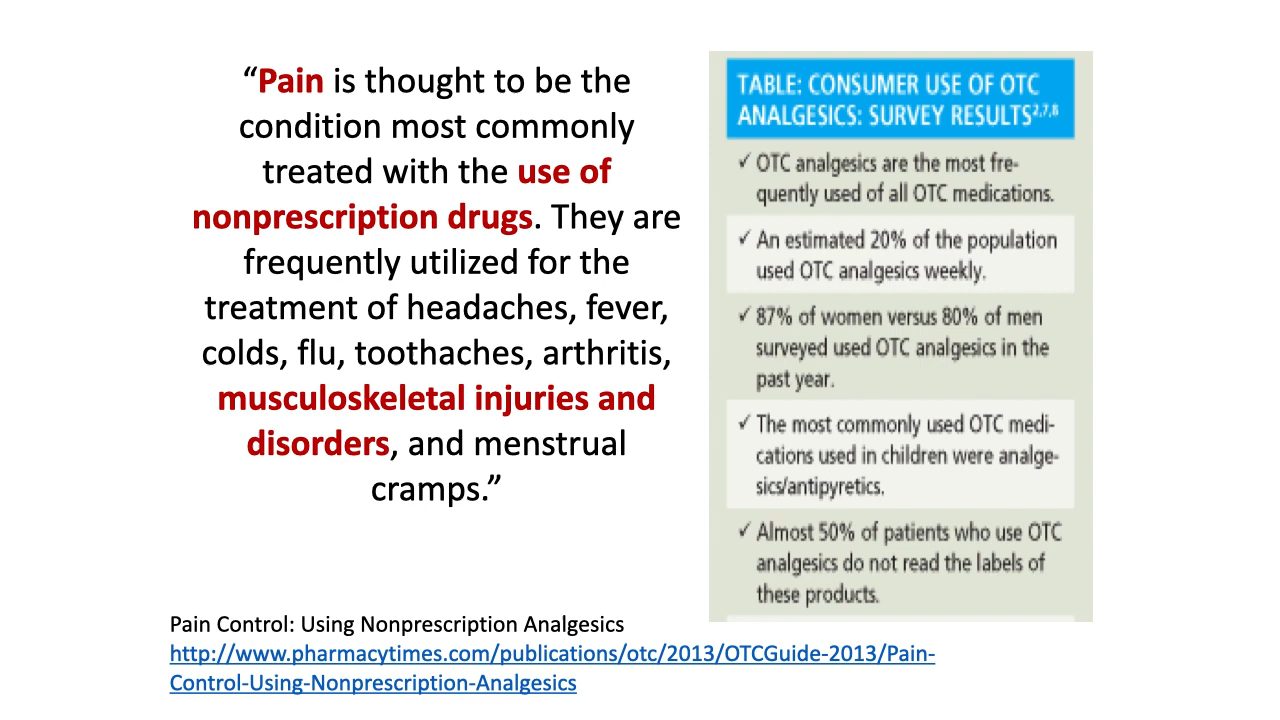 “Pain is thought to be the
condition most commonly
treated with the use of
nonprescription drugs. They are
frequently utilized for the
treatment of headaches, fever,
colds, flu, toothaches, arthritis,
musculoskeletal injuries and
disorders, and menstrual
cramps.”
TABLE: CONSUMER USE OF OTC
ANALGESICS: SURVEY RESULTS2,7,8
✓ OTC analgesics are the most fre-
quently used of all OTC medications.
✓ An estimated 20% of the population
used OTC analgesics weekly.
✓ 87% of women versus 80% of men
surveyed used OTC analgesics in the
past year.
✓ The most commonly used OTC medi-
cations used in children were analge-
sics/antipyretics.
✓ Almost 50% of patients who use OTC
analgesics do not read the labels of
these products.
Pain Control: Using Nonprescription Analgesics
http://www.pharmacytimes.com/publications/otc/2013/OTCGuide-2013/Pain-
Control-Using-Nonprescription-Analgesics